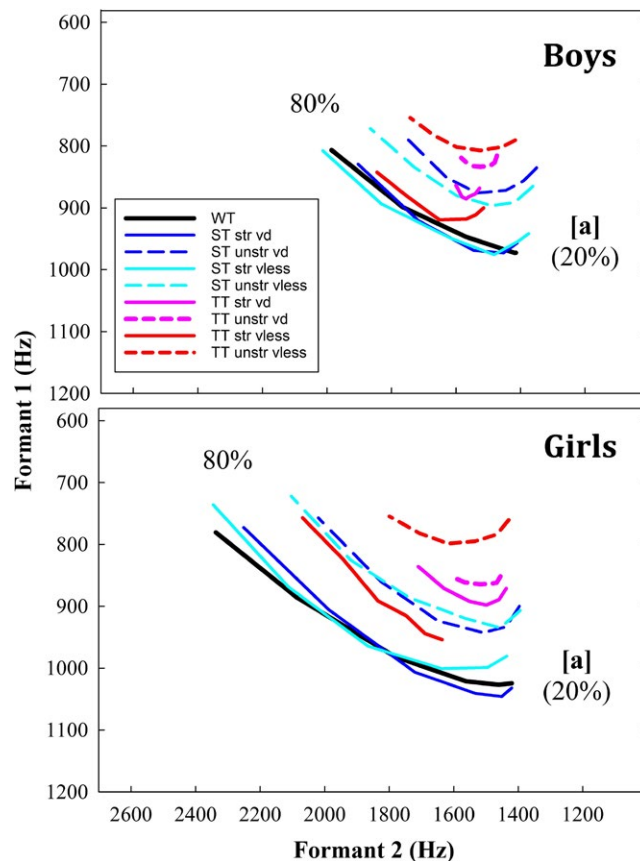 600
Boys
700
80%
800
WT
900
ST str vd
ST unstr vd
[a]
ST str vless
(20%)
1000
ST unstr vless
TT str vd
TT unstr vd
1100
TT str vless
TT unstr vless
1200
Formant 1 (Hz)
600
Girls
80%
700
800
900
1000
[a]
(20%)
1100
1200
2600 2400 2200 2000 1800 1600 1400 1200
Formant 2 (Hz)